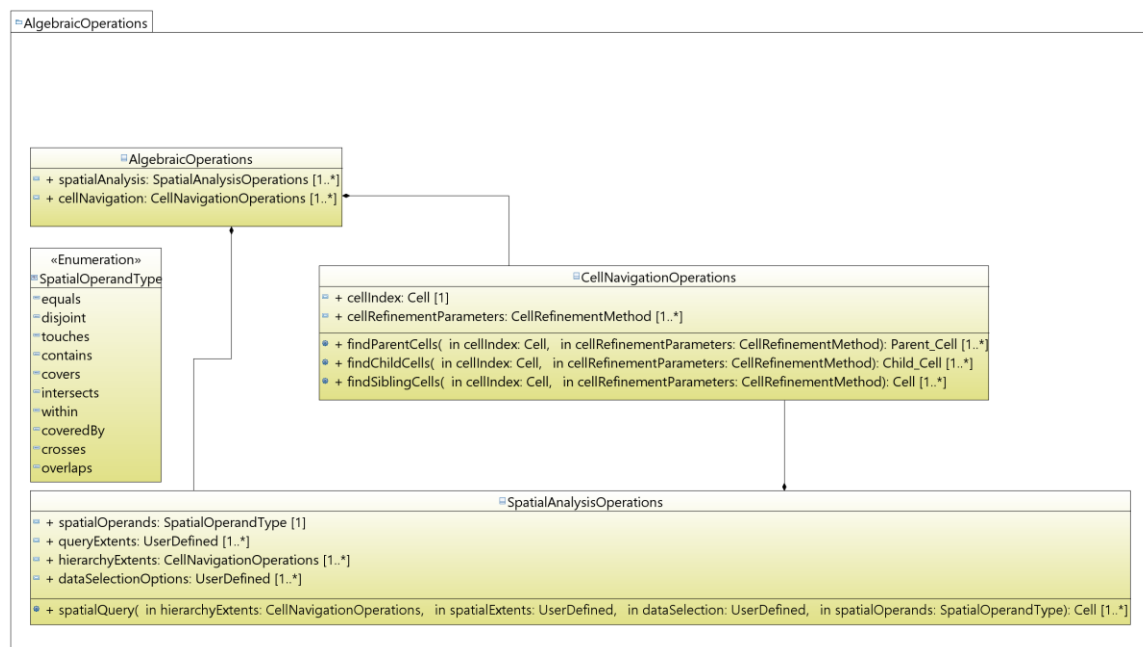 AlgebraicOperations
AlgebraicOperations
+ spatialAnalysis: SpatialAnalysisOperations [1..*]
+ cellNavigation: CellNavigationOperations [1..*]
«Enumeration»
SpatialOperandType
equals
disjoint
touches
contains
covers
intersects
within
coveredBy
crosses
overlaps
CellNavigationOperations
+ cellIndex: Cell [1]
+ cellRefinementParameters: CellRefinementMethod [1..*]
+ findParentCells( in cellIndex: Cell, in cellRefinementParameters: CellRefinementMethod): Parent_Cell [1..*]
+ findChildCells( in cellIndex: Cell, in cellRefinementParameters: CellRefinementMethod): Child_Cell [1..*]
+ findSiblingCells( in cellIndex: Cell, in cellRefinementParameters: CellRefinementMethod): Cell [1..*]
SpatialAnalysisOperations
+ spatialOperands: SpatialOperandType [1]
+ queryExtents: UserDefined [1..*]
+ hierarchyExtents: CellNavigationOperations [1..*]
+ dataSelectionOptions: UserDefined [1..*]
+ spatialQuery( in hierarchyExtents: CellNavigationOperations, in spatialExtents: UserDefined, in dataSelection: UserDefined, in spatialOperands: SpatialOperandType): Cell [1..*]